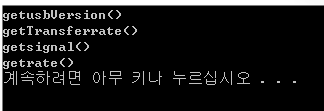 getusbVersion()
getTransferrate()
getsignal()
getrate()
계속하려면 아무 키나 누르십시오 . . .